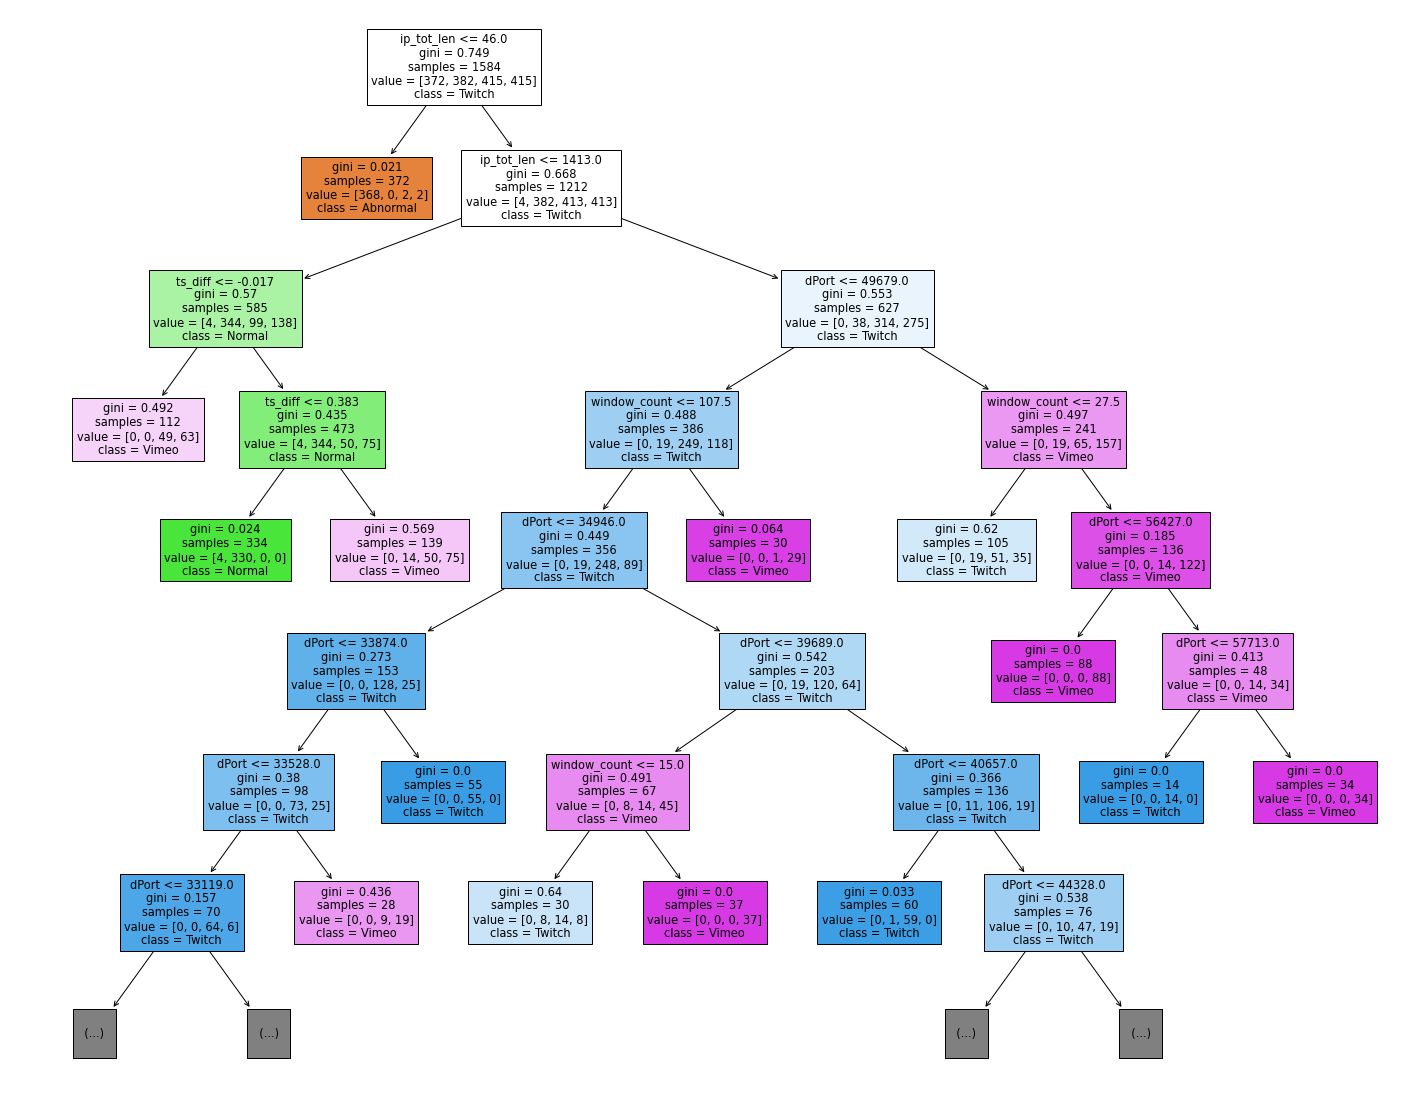 ip_tot_len <= 46.0
gini = 0.749
samples = 1584
value = [372, 382, 415, 415]
class = Twitch
gini = 0.021
samples = 372
value = [368, 0, 2, 2]
class = Abnormal
ip_tot_len <= 1413.0
gini = 0.668
samples = 1212
value = [4, 382, 413, 413]
class = Twitch
ts_diff <= -0.017
gini = 0.57
samples = 585
value = [4, 344, 99, 138]
class = Normal
dPort <= 49679.0
gini = 0.553
samples = 627
value = [0, 38, 314, 275]
class = Twitch
gini = 0.492
samples = 112
value = [0, 0, 49, 63]
class = Vimeo
ts_diff <= 0.383
gini = 0.435
samples = 473
value = [4, 344, 50, 75]
class = Normal
window_count <= 107.5
gini = 0.488
samples = 386
value = [0, 19, 249, 118]
class = Twitch
window_count <= 27.5
gini = 0.497
samples = 241
value = [0, 19, 65, 157]
class = Vimeo
gini = 0.024
samples = 334
value = [4, 330, 0, 0]
class = Normal
gini = 0.569
samples = 139
value = [0, 14, 50, 75]
class = Vimeo
dPort <= 34946.0
gini = 0.449
samples = 356
value = [0, 19, 248, 89]
class = Twitch
gini = 0.064
samples = 30
value = [0, 0, 1, 29]
class = Vimeo
gini = 0.62
samples = 105
value = [0, 19, 51, 35]
class = Twitch
dPort <= 56427.0
gini = 0.185
samples = 136
value = [0, 0, 14, 122]
class = Vimeo
dPort <= 33874.0
gini = 0.273
samples = 153
value = [0, 0, 128, 25]
class = Twitch
dPort <= 39689.0
gini = 0.542
samples = 203
value = [0, 19, 120, 64]
class = Twitch
gini = 0.0
samples = 88
value = [0, 0, 0, 88]
class = Vimeo
dPort <= 57713.0
gini = 0.413
samples = 48
value = [0, 0, 14, 34]
class = Vimeo
dPort <= 33528.0
gini = 0.38
samples = 98
value = [0, 0, 73, 25]
class = Twitch
gini = 0.0
samples = 55
value = [0, 0, 55, 0]
class = Twitch
window_count <= 15.0
gini = 0.491
samples = 67
value = [0, 8, 14, 45]
class = Vimeo
dPort <= 40657.0
gini = 0.366
samples = 136
value = [0, 11, 106, 19]
class = Twitch
gini = 0.0
samples = 14
value = [0, 0, 14, 0]
class = Twitch
gini = 0.0
samples = 34
value = [0, 0, 0, 34]
class = Vimeo
dPort <= 33119.0
gini = 0.157
samples = 70
value = [0, 0, 64, 6]
class = Twitch
gini = 0.436
samples = 28
value = [0, 0, 9, 19]
class = Vimeo
gini = 0.64
samples = 30
value = [0, 8, 14, 8]
class = Twitch
gini = 0.0
samples = 37
value = [0, 0, 0, 37]
class = Vimeo
gini = 0.033
samples = 60
value = [0, 1, 59, 0]
class = Twitch
dPort <= 44328.0
gini = 0.538
samples = 76
value = [0, 10, 47, 19]
class = Twitch
(...)
(...)
(...)
(...)